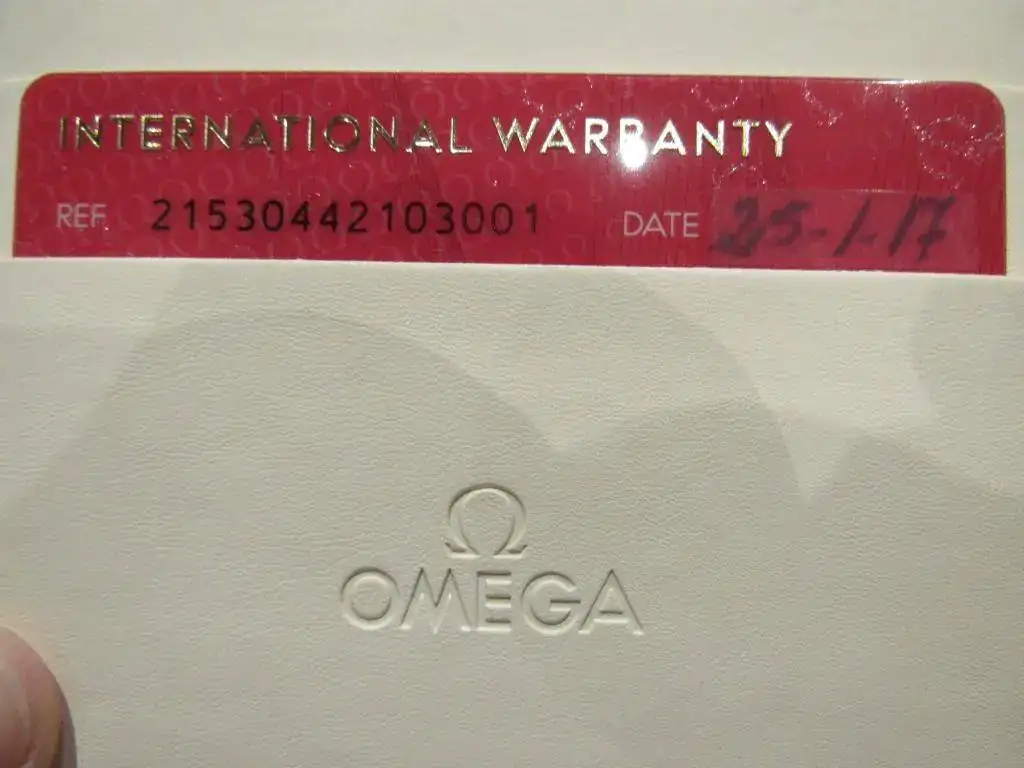 INTERNATIONAL WARRANTY
REF 21530442103001 DATE 25-1-17
Ω
OMEGA